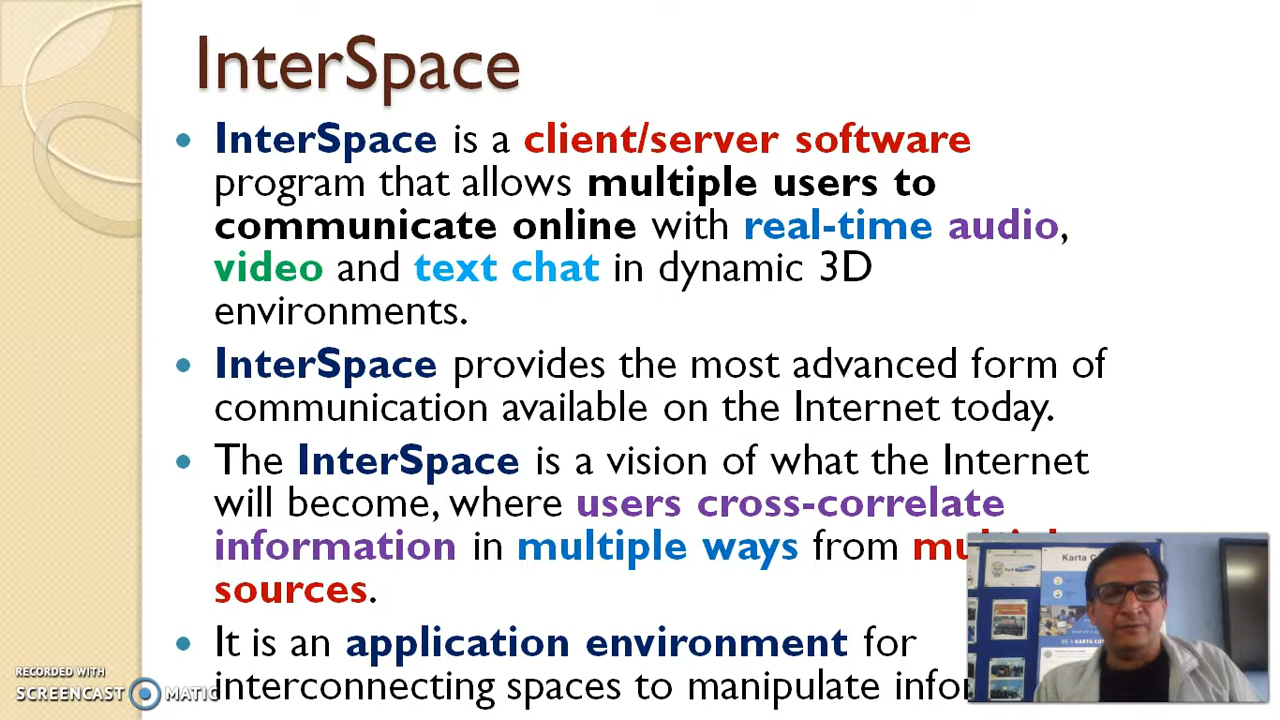 InterSpace
InterSpace is a client/server software
program that allows multiple users to
communicate online with real-time audio,
video and text chat in dynamic 3D
environments.
InterSpace provides the most advanced form of
communication available on the Internet today.
The InterSpace is a vision of what the Internet
will become, where users cross-correlate
information in multiple ways from
sources.
It is an application environment for
interconnecting spaces to manipulate
RECORDED WITH
SCREENCAST MATIC
Karta
BE A KARTA